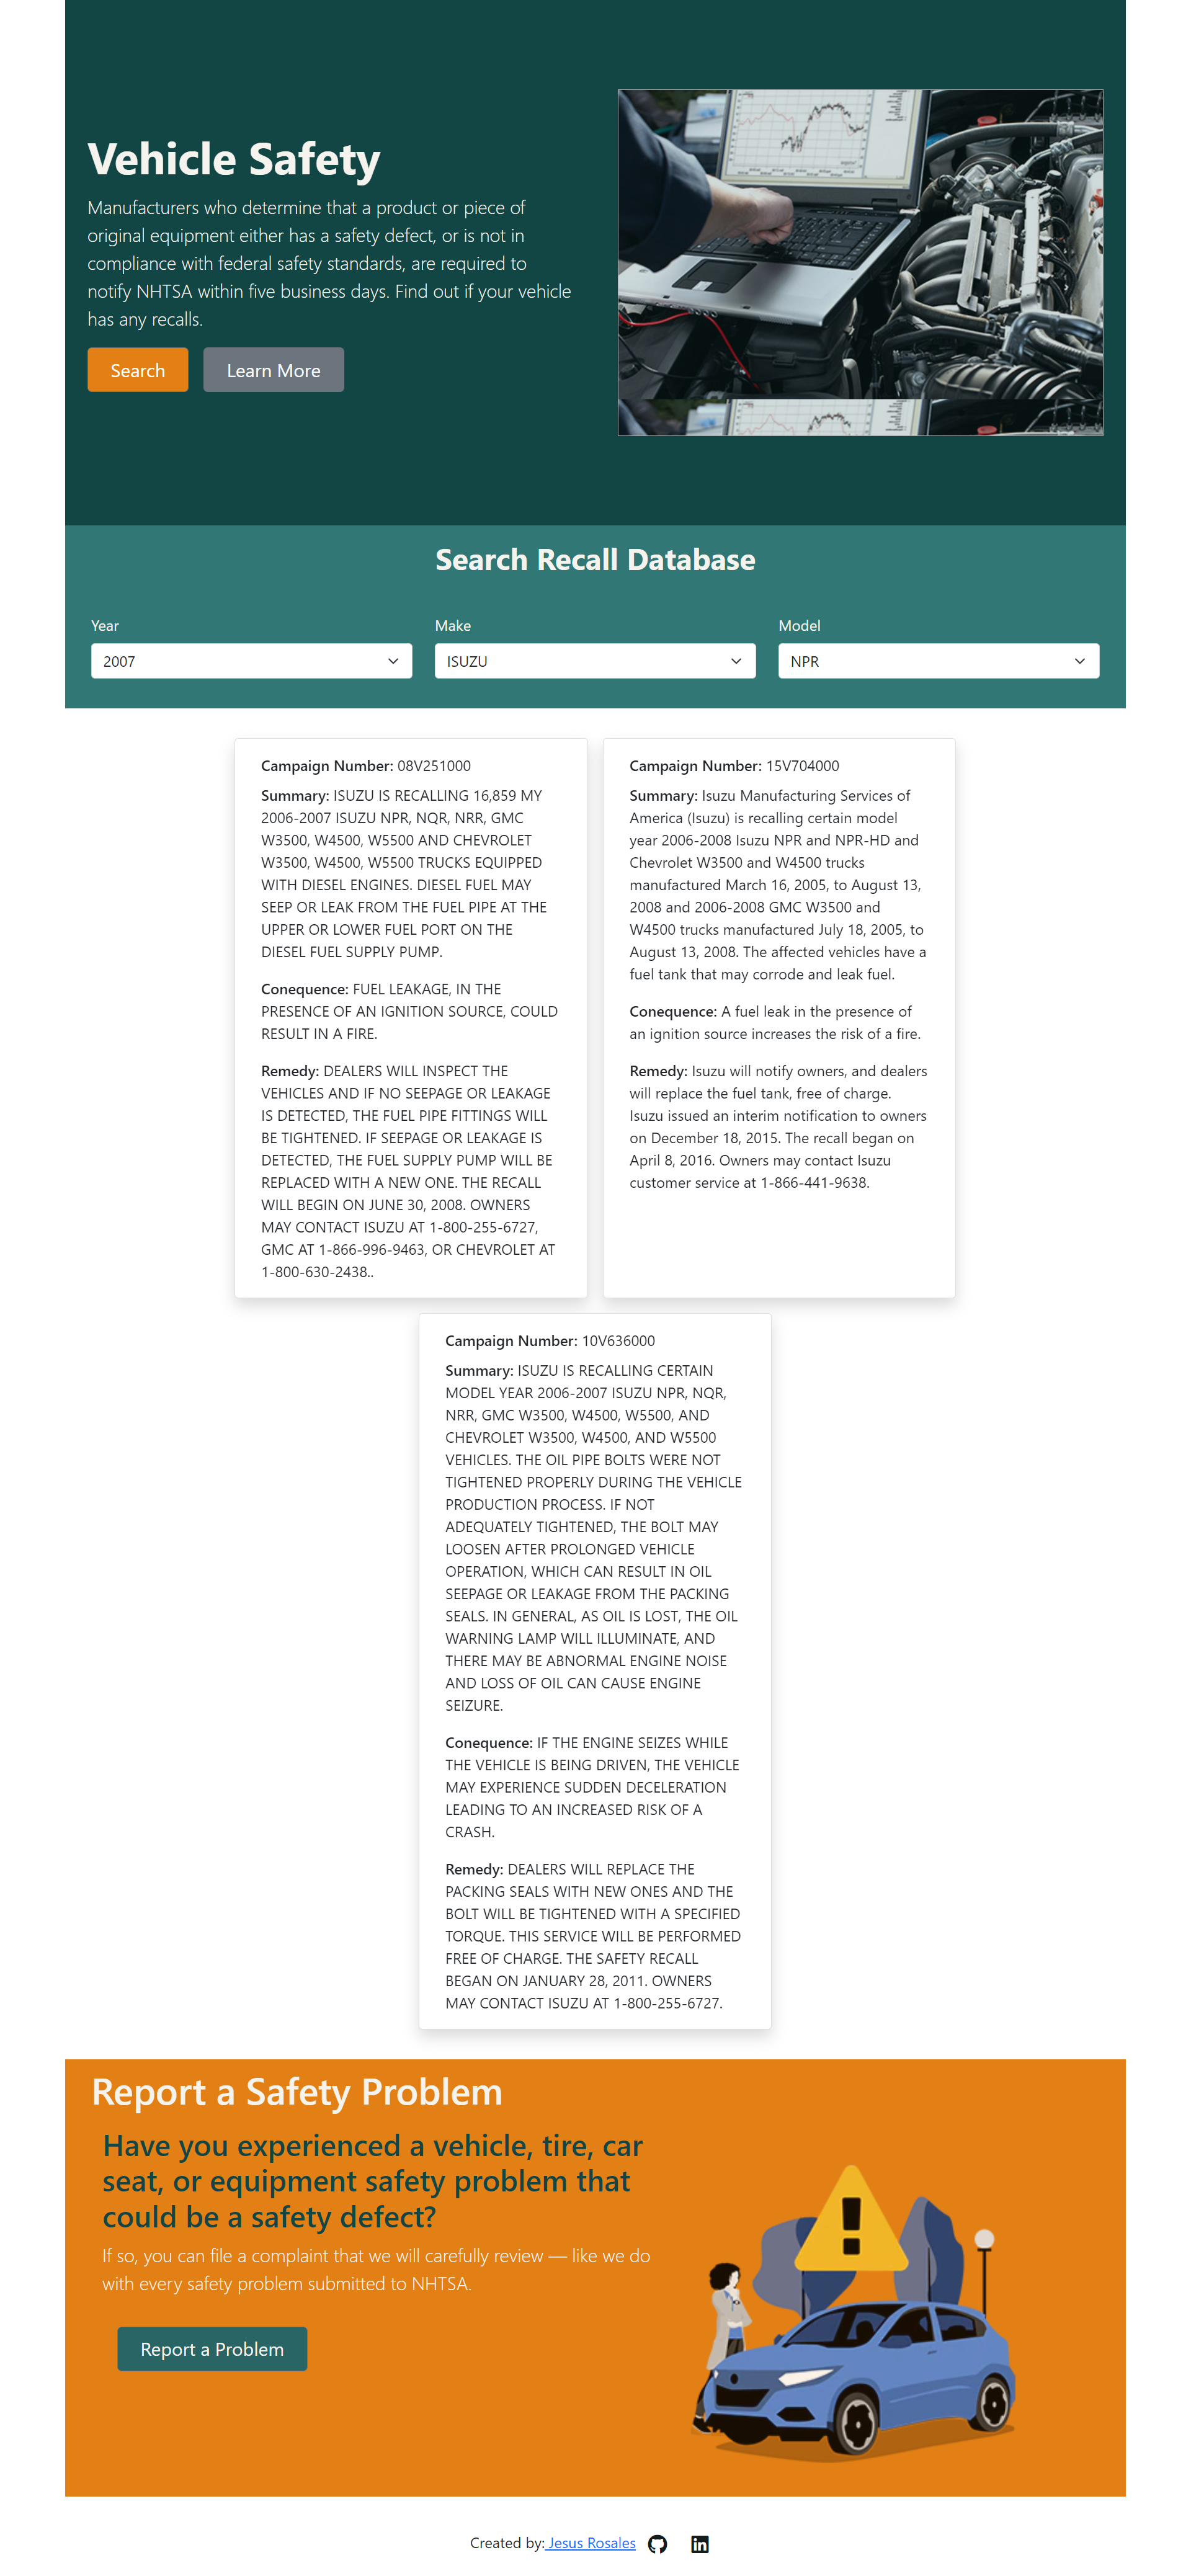 Vehicle Safety
Manufacturers who determine that a product or piece of
original equipment either has a safety defect, or is not in
compliance with federal safety standards, are required to
notify NHTSA within five business days. Find out if your vehicle
has any recalls.
Search
Learn More
Search Recall Database
Year
Make
Model
2007
ISUZU
NPR
Campaign Number: 08V251000
Summary: ISUZU IS RECALLING 16,859 MY
2006-2007 ISUZU NPR, NQR, NRR, GMC
W3500, W4500, W5500 AND CHEVROLET
W3500, W4500, W5500 TRUCKS EQUIPPED
WITH DIESEL ENGINES. DIESEL FUEL MAY
SEEP OR LEAK FROM THE FUEL PIPE AT THE
UPPER OR LOWER FUEL PORT ON THE
DIESEL FUEL SUPPLY PUMP.
Conequence: FUEL LEAKAGE, IN THE
PRESENCE OF AN IGNITION SOURCE, COULD
RESULT IN A FIRE.
Remedy: DEALERS WILL INSPECT THE
VEHICLES AND IF NO SEEPAGE OR LEAKAGE
IS DETECTED, THE FUEL PIPE FITTINGS WILL
BE TIGHTENED. IF SEEPAGE OR LEAKAGE IS
DETECTED, THE FUEL SUPPLY PUMP WILL BE
REPLACED WITH A NEW ONE. THE RECALL
WILL BEGIN ON JUNE 30, 2008. OWNERS
MAY CONTACT ISUZU AT 1-800-255-6727,
GMC AT 1-866-996-9463, OR CHEVROLET AT
1-800-630-2438..
Campaign Number: 15V704000
Summary: Isuzu Manufacturing Services of
America (Isuzu) is recalling certain model
year 2006-2008 Isuzu NPR and NPR-HD and
Chevrolet W3500 and W4500 trucks
manufactured March 16, 2005, to August 13,
2008 and 2006-2008 GMC W3500 and
W4500 trucks manufactured July 18, 2005, to
August 13, 2008. The affected vehicles have a
fuel tank that may corrode and leak fuel.
Conequence: A fuel leak in the presence of
an ignition source increases the risk of a fire.
Remedy: Isuzu will notify owners, and dealers
will replace the fuel tank, free of charge.
Isuzu issued an interim notification to owners
on December 18, 2015. The recall began on
April 8, 2016. Owners may contact Isuzu
customer service at 1-866-441-9638.
Campaign Number: 10V636000
Summary: ISUZU IS RECALLING CERTAIN
MODEL YEAR 2006-2007 ISUZU NPR, NQR,
NRR, GMC W3500, W4500, W5500, AND
CHEVROLET W3500, W4500, AND W5500
VEHICLES. THE OIL PIPE BOLTS WERE NOT
TIGHTENED PROPERLY DURING THE VEHICLE
PRODUCTION PROCESS. IF NOT
ADEQUATELY TIGHTENED, THE BOLT MAY
LOOSEN AFTER PROLONGED VEHICLE
OPERATION, WHICH CAN RESULT IN OIL
SEEPAGE OR LEAKAGE FROM THE PACKING
SEALS. IN GENERAL, AS OIL IS LOST, THE OIL
WARNING LAMP WILL ILLUMINATE, AND
THERE MAY BE ABNORMAL ENGINE NOISE
AND LOSS OF OIL CAN CAUSE ENGINE
SEIZURE.
Conequence: IF THE ENGINE SEIZES WHILE
THE VEHICLE IS BEING DRIVEN, THE VEHICLE
MAY EXPERIENCE SUDDEN DECELERATION
LEADING TO AN INCREASED RISK OF A
CRASH.
Remedy: DEALERS WILL REPLACE THE
PACKING SEALS WITH NEW ONES AND THE
BOLT WILL BE TIGHTENED WITH A SPECIFIED
TORQUE. THIS SERVICE WILL BE PERFORMED
FREE OF CHARGE. THE SAFETY RECALL
BEGAN ON JANUARY 28, 2011. OWNERS
MAY CONTACT ISUZU AT 1-800-255-6727.
Report a Safety Problem
Have you experienced a vehicle, tire, car
seat, or equipment safety problem that
could be a safety defect?
If so, you can file a complaint that we will carefully review — like we do
with every safety problem submitted to NHTSA.
Report a Problem
Created by: Jesus Rosales